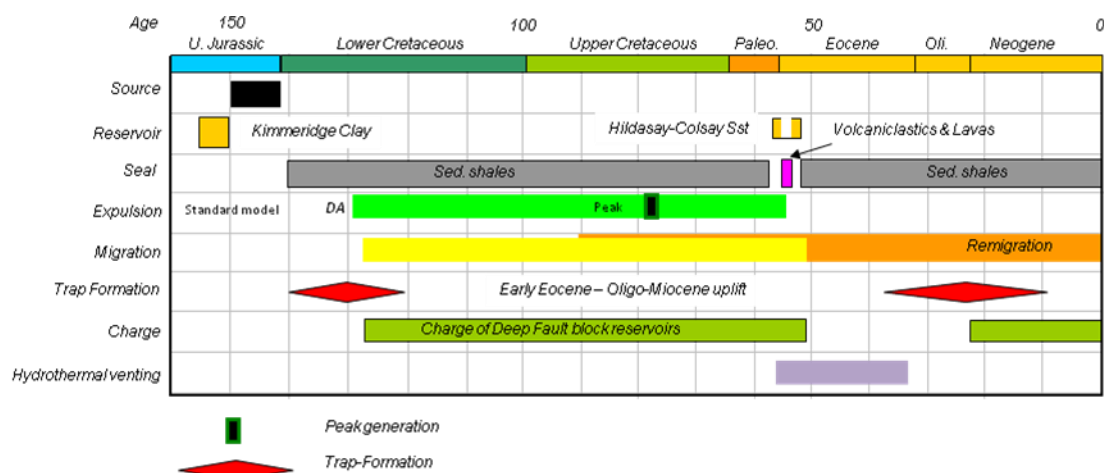 Age 150 100 50 0
U. Jurassic Lower Cretaceous Upper Cretaceous Paleo. Eocene Oli. Neogene
Source
Reservoir Kimmeridge Clay Hildasay-Colsay Sst Volcaniclastics & Lavas
Seal Sed. shales Sed. shales
Expulsion Standard model DA Peak
Migration Remigration
Trap Formation Early Eocene – Oligo-Miocene uplift
Charge Charge of Deep Fault block reservoirs
Hydrothermal venting
Peak generation
Trap-Formation